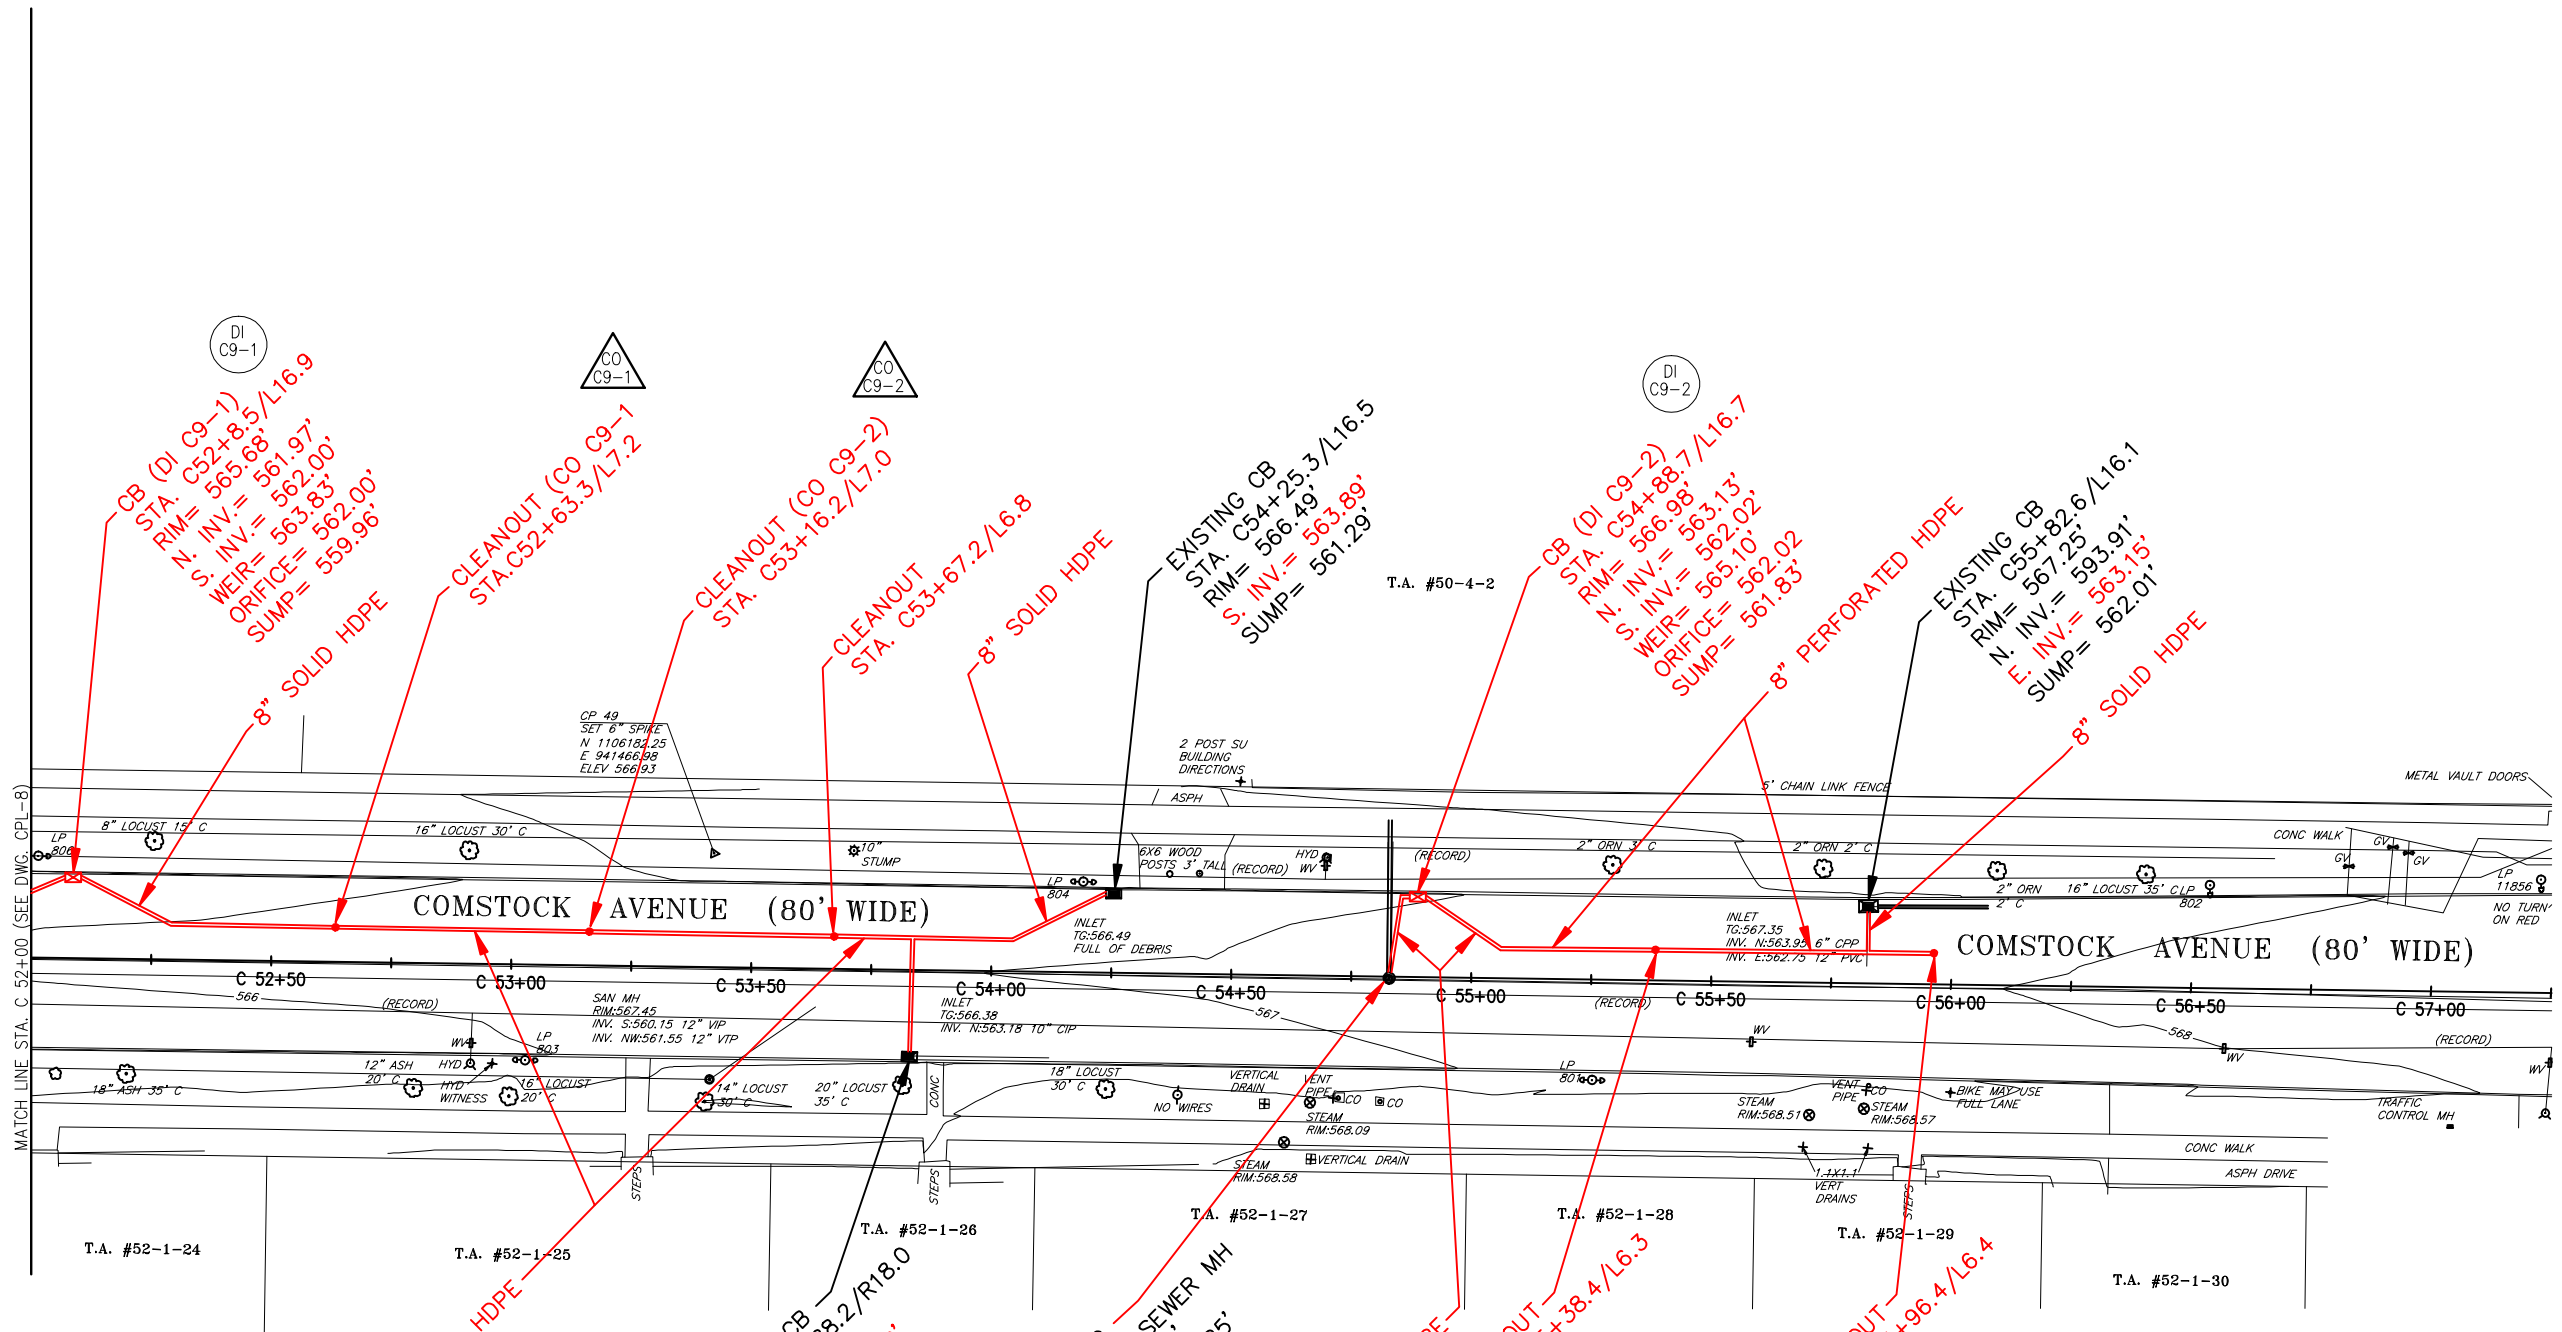 MATCH LINE STA. C 52+00 (SEE DWG. CPL-8)
DI
C9-1
CO
C9-1
CO
C9-2
DI
C9-2
CB (DI C9-1)
STA. C52+8.5/L16.9
RIM= 565.68'
N. INV.= 561.97'
S. INV.= 562.00'
WEIR= 563.83'
ORIFICE= 562.00'
SUMP= 559.96'
8" SOLID HDPE
CLEANOUT (CO C9-1
STA.C52+63.3/L7.2
CLEANOUT (CO C9-2)
STA. C53+16.2/L7.0
CLEANOUT
STA. C53+67.2/L6.8
8" SOLID HDPE
EXISTING CB
STA. C54+25.3/L16.5
RIM= 566.49'
S. INV.= 563.89'
SUMP= 561.29'
T.A. #50-4-2
CB (DI C9-2)
STA. C54+88.7/L16.7
RIM= 566.98'
N. INV.= 563.13'
S. INV.= 562.02'
WEIR= 565.10'
ORIFICE= 562.02
SUMP= 561.83'
8" PERFORATED HDPE
EXISTING CB
STA. C55+82.6/L16.1
RIM= 567.25'
N. INV.= 593.91'
E. INV.= 563.15'
SUMP= 562.01'
8" SOLID HDPE
CP 49
SET 6" SPIKE
N 1106182.25
E 941466.98
ELEV 566.93
2 POST SU
BUILDING
DIRECTIONS
ASPH
5' CHAIN LINK FENCE
METAL VAULT DOORS
LP
806
8" LOCUST 15' C
16" LOCUST 30' C
10"
STUMP
6X6 WOOD
POSTS 3' TALL
(RECORD)
HYD
WV
(RECORD)
2" ORN 3' C
2" ORN 2' C
CONC WALK
GV
GV
GV
LP
804
2" ORN
2' C
16" LOCUST 35' C
LP
802
LP
11856
NO TURN
ON RED
COMSTOCK AVENUE (80' WIDE)
INLET
TG:566.49
FULL OF DEBRIS
INLET
TG:567.35
INV. N:563.95 6" CPP
INV. E:562.75 12" PVC
COMSTOCK AVENUE (80' WIDE)
C 52+50
C 53+00
C 53+50
C 54+00
C 54+50
C 55+00
C 55+50
C 56+00
C 56+50
C 57+00
566
(RECORD)
SAN MH
RIM:567.45
INV. S:560.15 12" VIP
INV. NW:561.55 12" VTP
INLET
TG:566.38
INV. N:563.18 10" CIP
567
(RECORD)
WV
568
(RECORD)
WV
WV
WV
LP
803
12" ASH
20' C
HYD
HYD
WITNESS
16" LOCUST
20' C
18" ASH 35' C
14" LOCUST
30' C
20" LOCUST
35' C
CONC
18" LOCUST
30' C
NO WIRES
VERTICAL
DRAIN
VENT
PIPE
CO
CO
STEAM
RIM:568.09
LP
801
STEAM
RIM:568.51
VENT
PIPE
CO
STEAM
RIM:568.57
BIKE MAY USE
FULL LANE
TRAFFIC
CONTROL MH
STEAM
RIM:568.58
VERTICAL DRAIN
1.1X1.1
VERT
DRAINS
CONC WALK
ASPH DRIVE
STEPS
STEPS
STEPS
T.A. #52-1-24
T.A. #52-1-25
T.A. #52-1-26
T.A. #52-1-27
T.A. #52-1-28
T.A. #52-1-29
T.A. #52-1-30
HDPE
CB
38.2/R18.0
SEWER MH
+38.4/L6.3
+96.4/L6.4